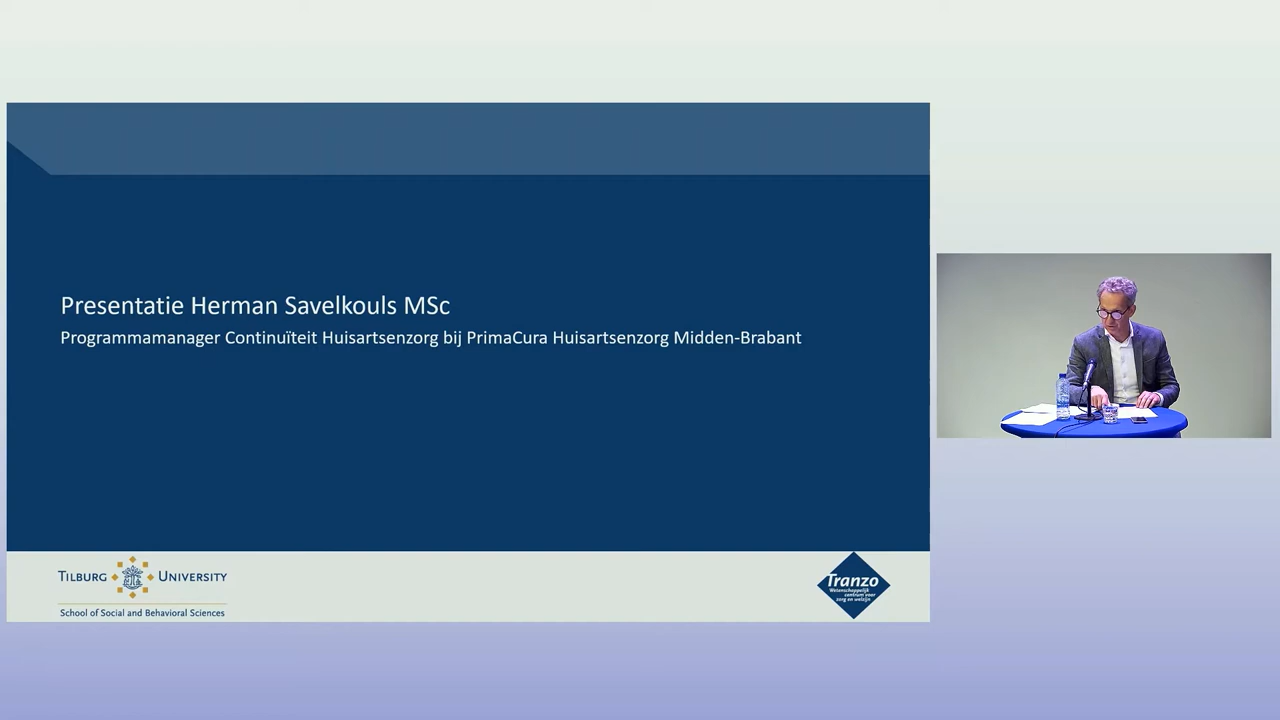 Presentatie Herman Savelkouls MSc
Programmamanager Continuïteit Huisartsenzorg bij PrimaCura Huisartsenzorg Midden-Brabant
TILBURG UNIVERSITY
School of Social and Behavioral Sciences
Tranzo
Wetenschappelijk
centrum voor
zorg en welzijn